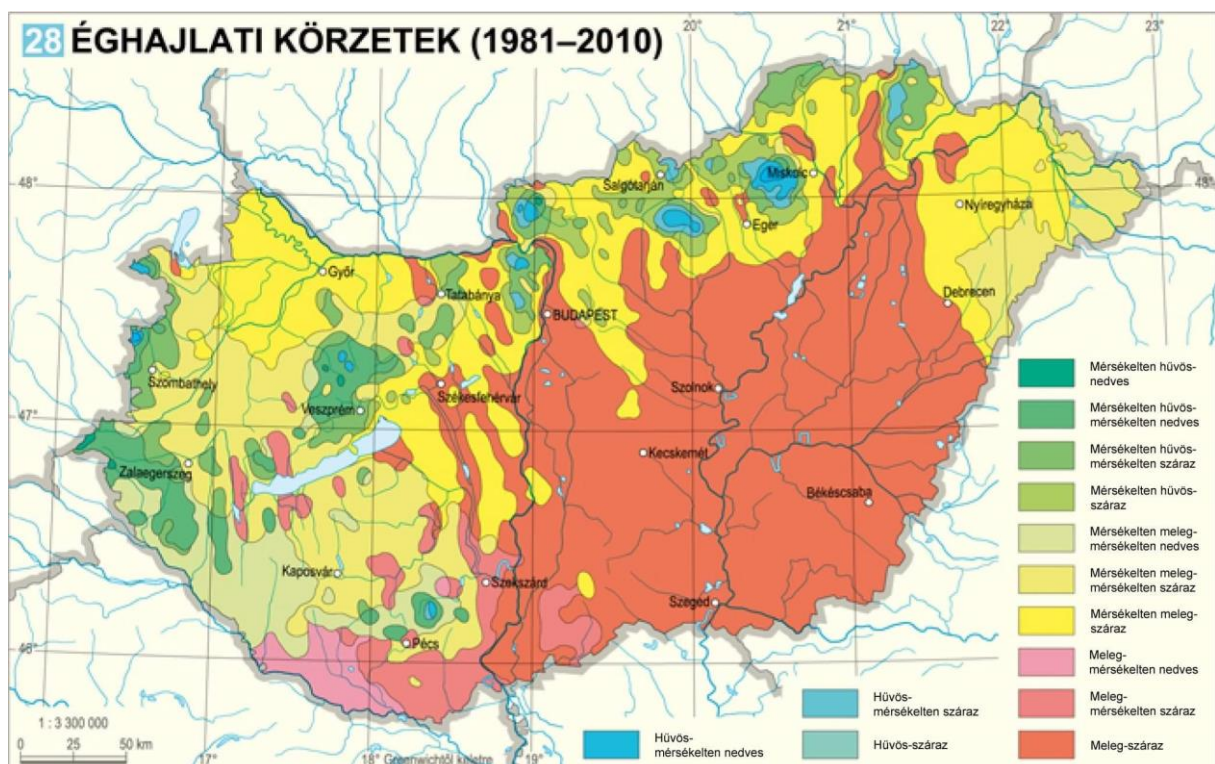 28 ÉGHAJLATI KÖRZETEK (1981–2010)
20°
21°
22°
23°
48°
48°
Salgótarján
Miskolc
Eger
Nyíregyháza
Győr
Tatabánya
BUDAPEST
Debrecen
Szombathely
Veszprém
Székesfehérvár
Szolnok
47°
47°
Zalaegerszeg
Kecskemét
Békéscsaba
Kaposvár
Szekszárd
Szeged
Pécs
Mérsékelten hűvös-
nedves
Mérsékelten hűvös-
mérsékelten nedves
Mérsékelten hűvös-
mérsékelten száraz
Mérsékelten hűvös-
száraz
Mérsékelten meleg-
mérsékelten nedves
Mérsékelten meleg-
mérsékelten száraz
Mérsékelten meleg-
száraz
Meleg-
mérsékelten nedves
Meleg-
mérsékelten száraz
Meleg-száraz
Hűvös-
mérsékelten száraz
Hűvös-száraz
Hűvös-
mérsékelten nedves
1 : 3 300 000
0 25 50 km
17°
18° Greenwichtől keletre
19°